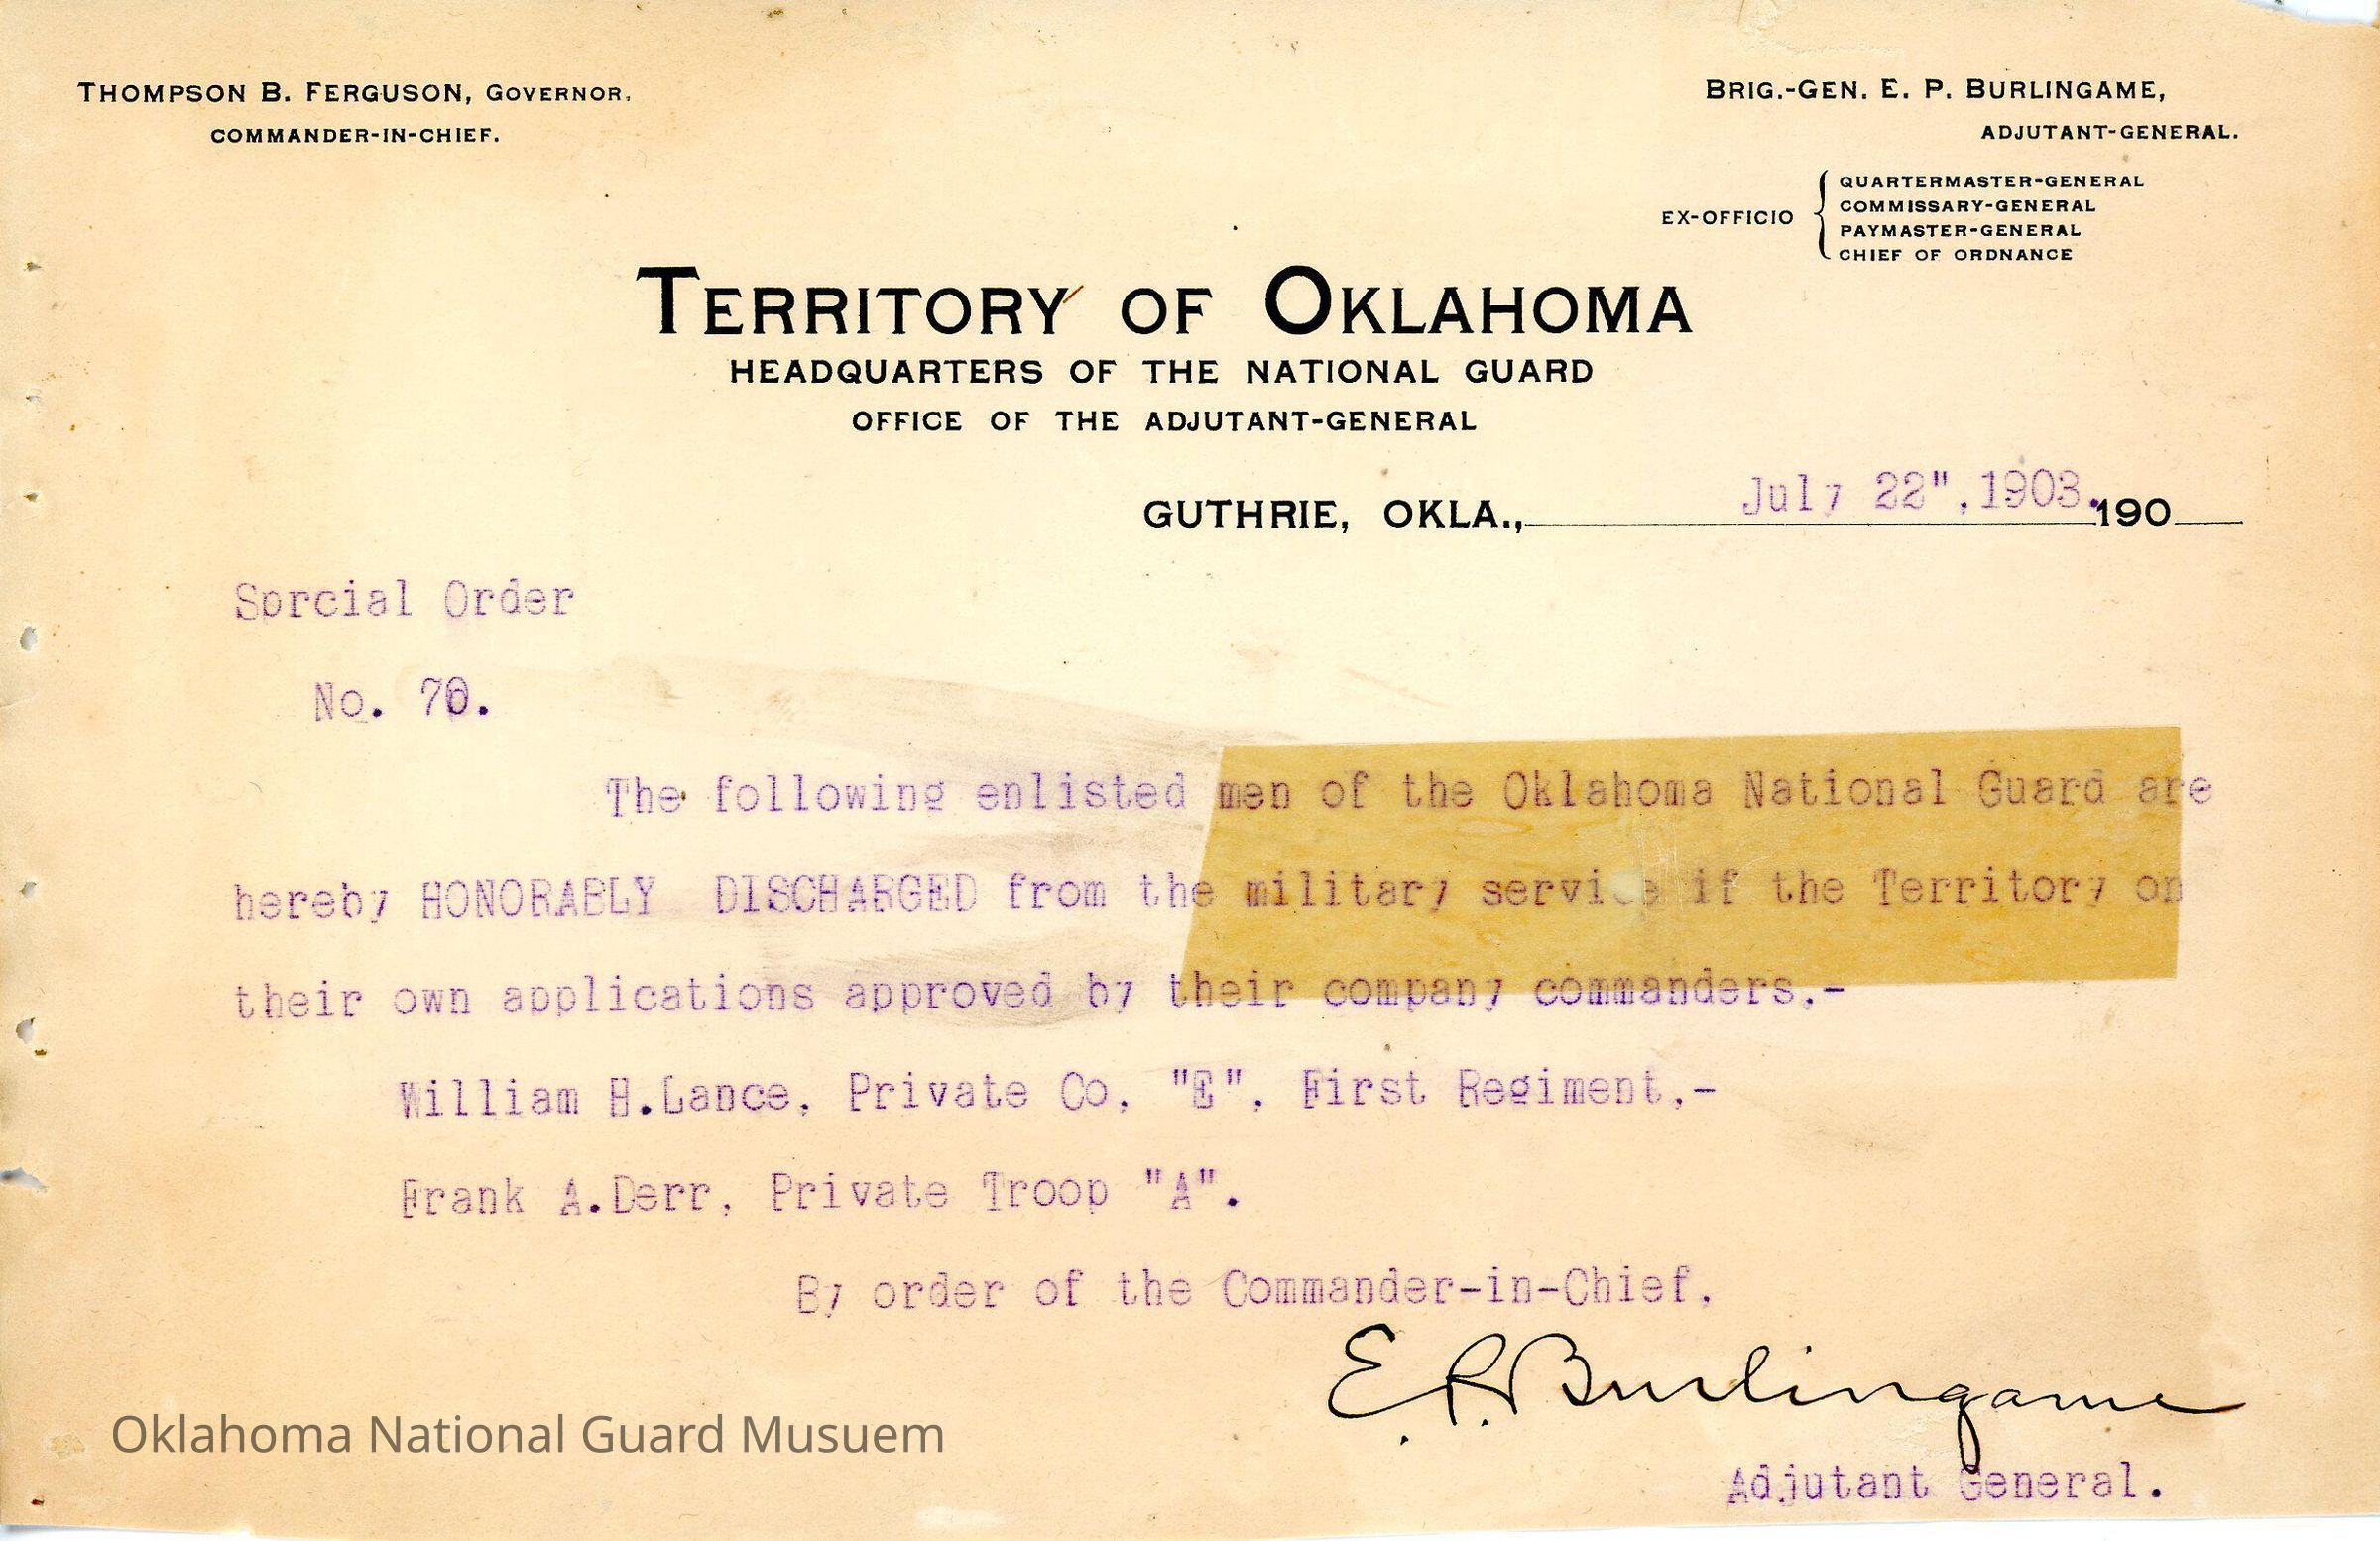 THOMPSON B. FERGUSON, GOVERNOR,
COMMANDER-IN-CHIEF.
BRIG.-GEN. E. P. BURLINGAME,
ADJUTANT-GENERAL.
EX-OFFICIO
QUARTERMASTER-GENERAL
COMMISSARY-GENERAL
PAYMASTER-GENERAL
CHIEF OF ORDNANCE
TERRITORY OF OKLAHOMA
HEADQUARTERS OF THE NATIONAL GUARD
OFFICE OF THE ADJUTANT-GENERAL
GUTHRIE, OKLA., July 22",1903. 190
Sprcial Order
No. 70.
The following enlisted men of the Oklahoma National Guard are
hereby HONORABLY DISCHARGED from the military service if the Territory on
their own applications approved by their company commanders,-
William H.Lance, Private Co, "E", First Regiment,-
Frank A.Derr, Private Troop "A".
By order of the Commander-in-Chief,
E. P. Burlingame
Adjutant General.
Oklahoma National Guard Musuem